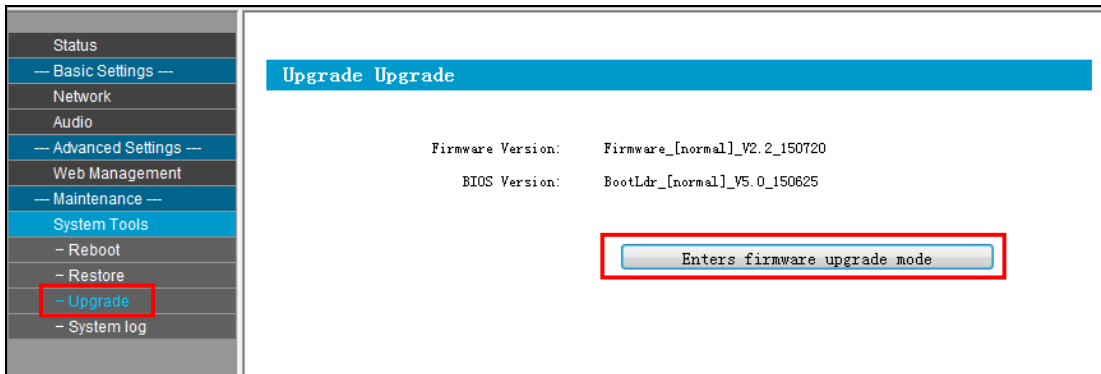 Status
--- Basic Settings ---
Network
Audio
--- Advanced Settings ---
Web Management
--- Maintenance ---
System Tools
- Reboot
- Restore
- Upgrade
- System log
Upgrade Upgrade
Firmware Version: Firmware_[normal]_V2.2_150720
BIOS Version: BootLdr_[normal]_V5.0_150625
Enters firmware upgrade mode